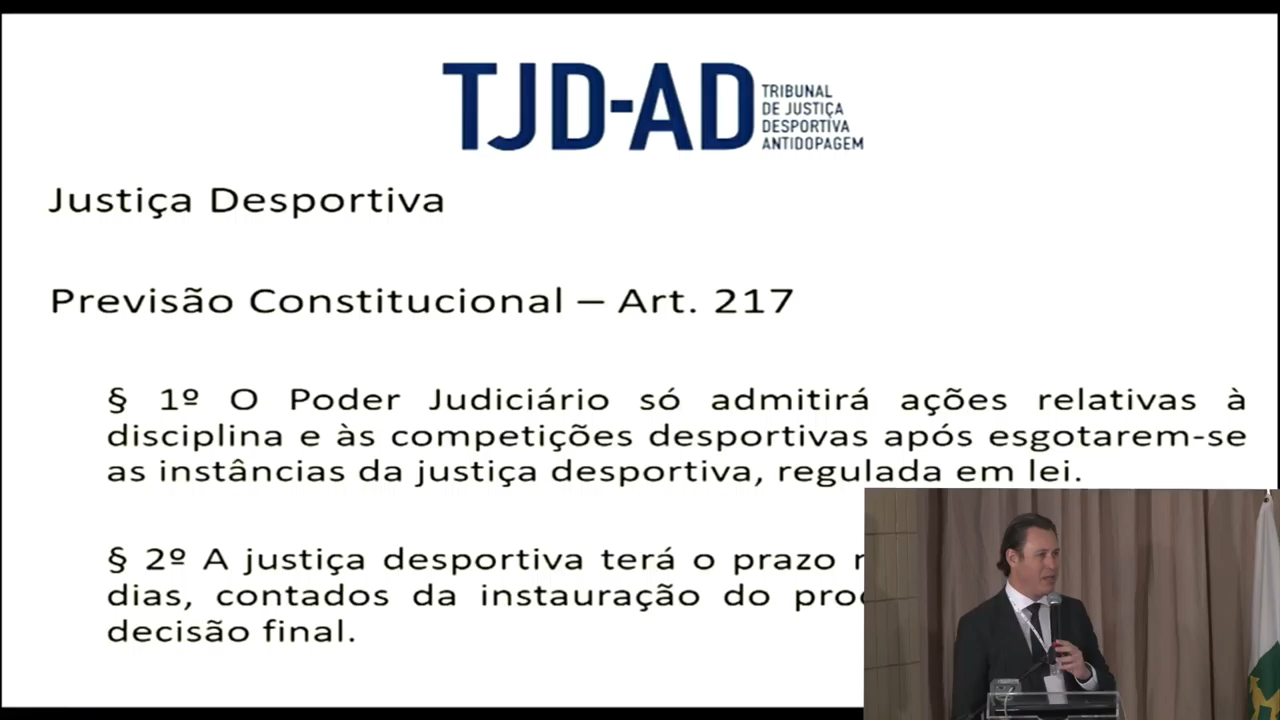 TJD-AD
TRIBUNAL
DE JUSTIÇA
DESPORTIVA
ANTIDOPAGEM
Justiça Desportiva
Previsão Constitucional – Art. 217
§ 1º O Poder Judiciário só admitirá ações relativas à
disciplina e às competições desportivas após esgotarem-se
as instâncias da justiça desportiva, regulada em lei.
§ 2º A justiça desportiva terá o prazo
dias, contados da instauração do
decisão final.